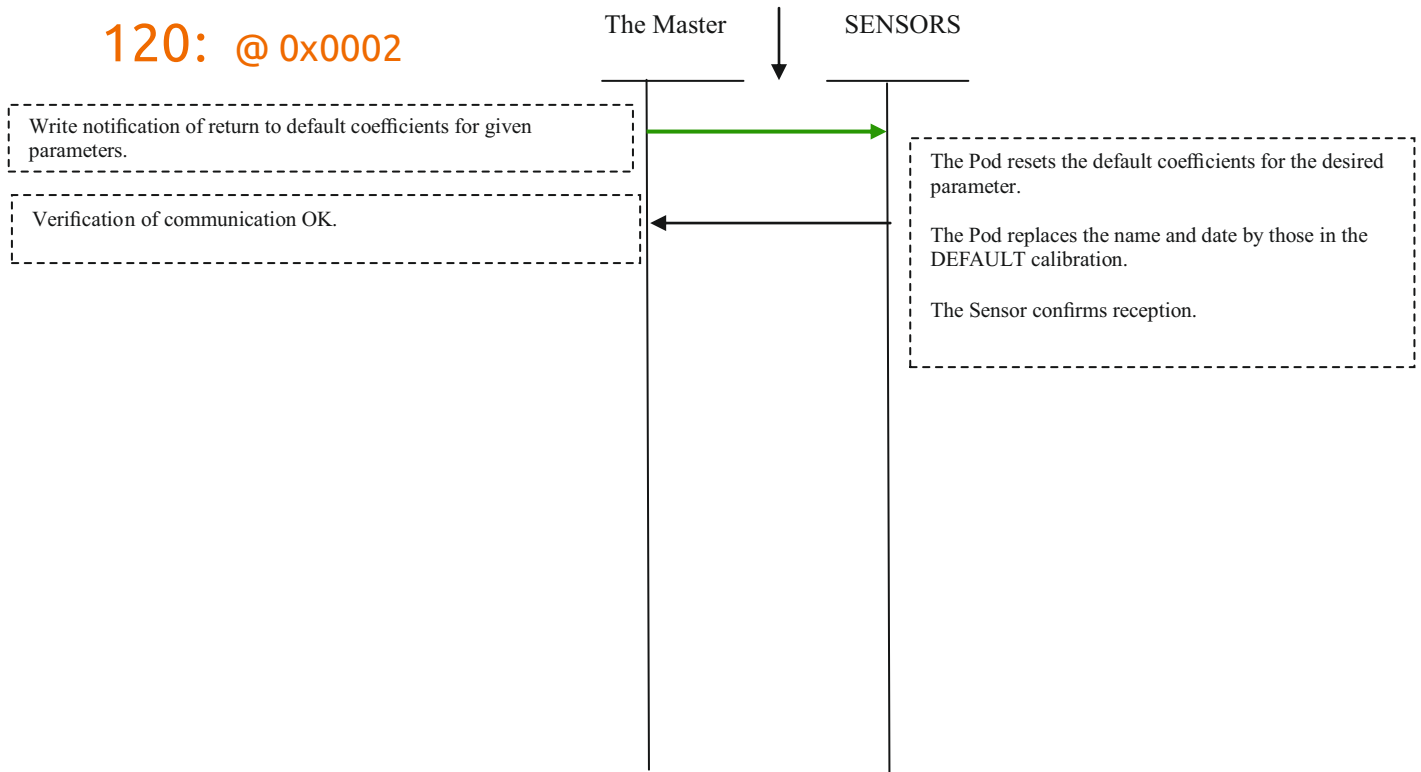 120: @ 0x0002
The Master
SENSORS
Write notification of return to default coefficients for given
parameters.
Verification of communication OK.
The Pod resets the default coefficients for the desired
parameter.
The Pod replaces the name and date by those in the
DEFAULT calibration.
The Sensor confirms reception.